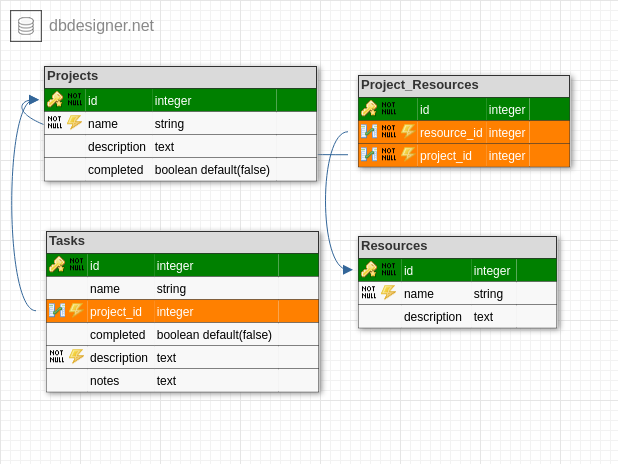 dbdesigner.net
Projects
NOT NULL id integer
NOT NULL name string
description text
completed boolean default(false)
Project_Resources
NOT NULL id integer
NOT NULL resource_id integer
NOT NULL project_id integer
Tasks
NOT NULL id integer
name string
project_id integer
completed boolean default(false)
NOT NULL description text
notes text
Resources
NOT NULL id integer
NOT NULL name string
description text